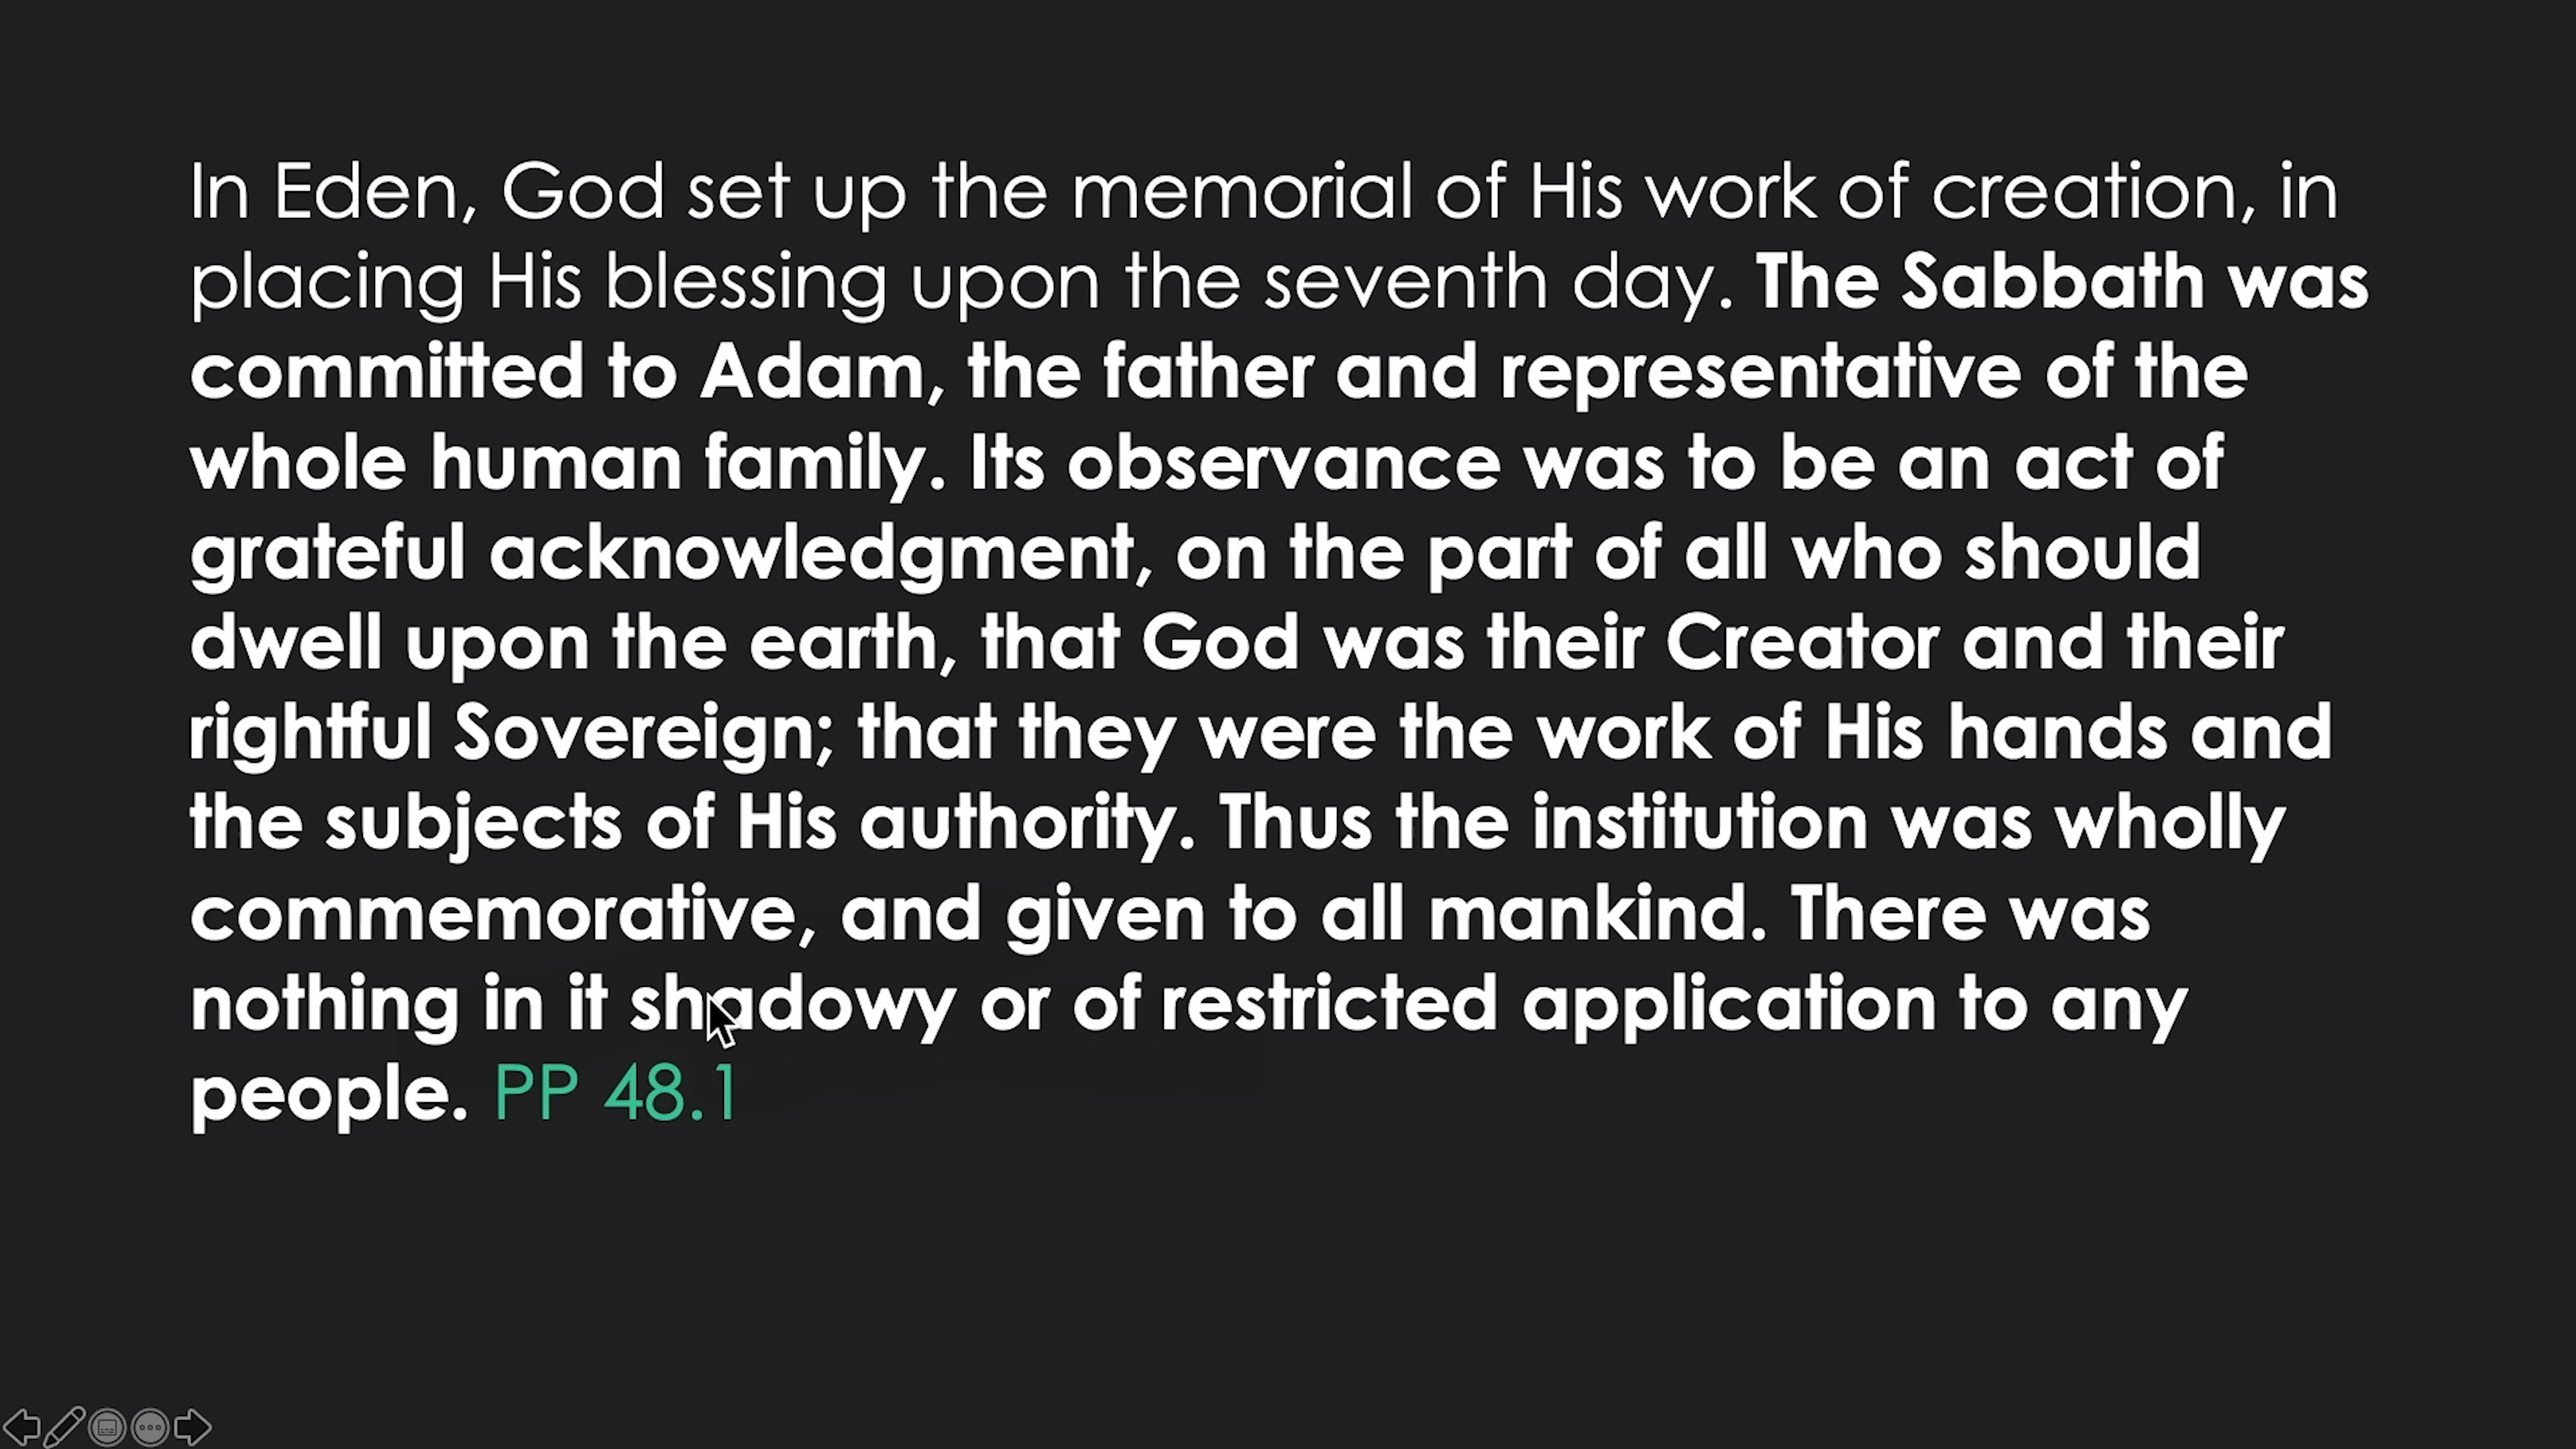 In Eden, God set up the memorial of His work of creation, in
placing His blessing upon the seventh day. The Sabbath was
committed to Adam, the father and representative of the
whole human family. Its observance was to be an act of
grateful acknowledgment, on the part of all who should
dwell upon the earth, that God was their Creator and their
rightful Sovereign; that they were the work of His hands and
the subjects of His authority. Thus the institution was wholly
commemorative, and given to all mankind. There was
nothing in it shadowy or of restricted application to any
people. PP 48.1